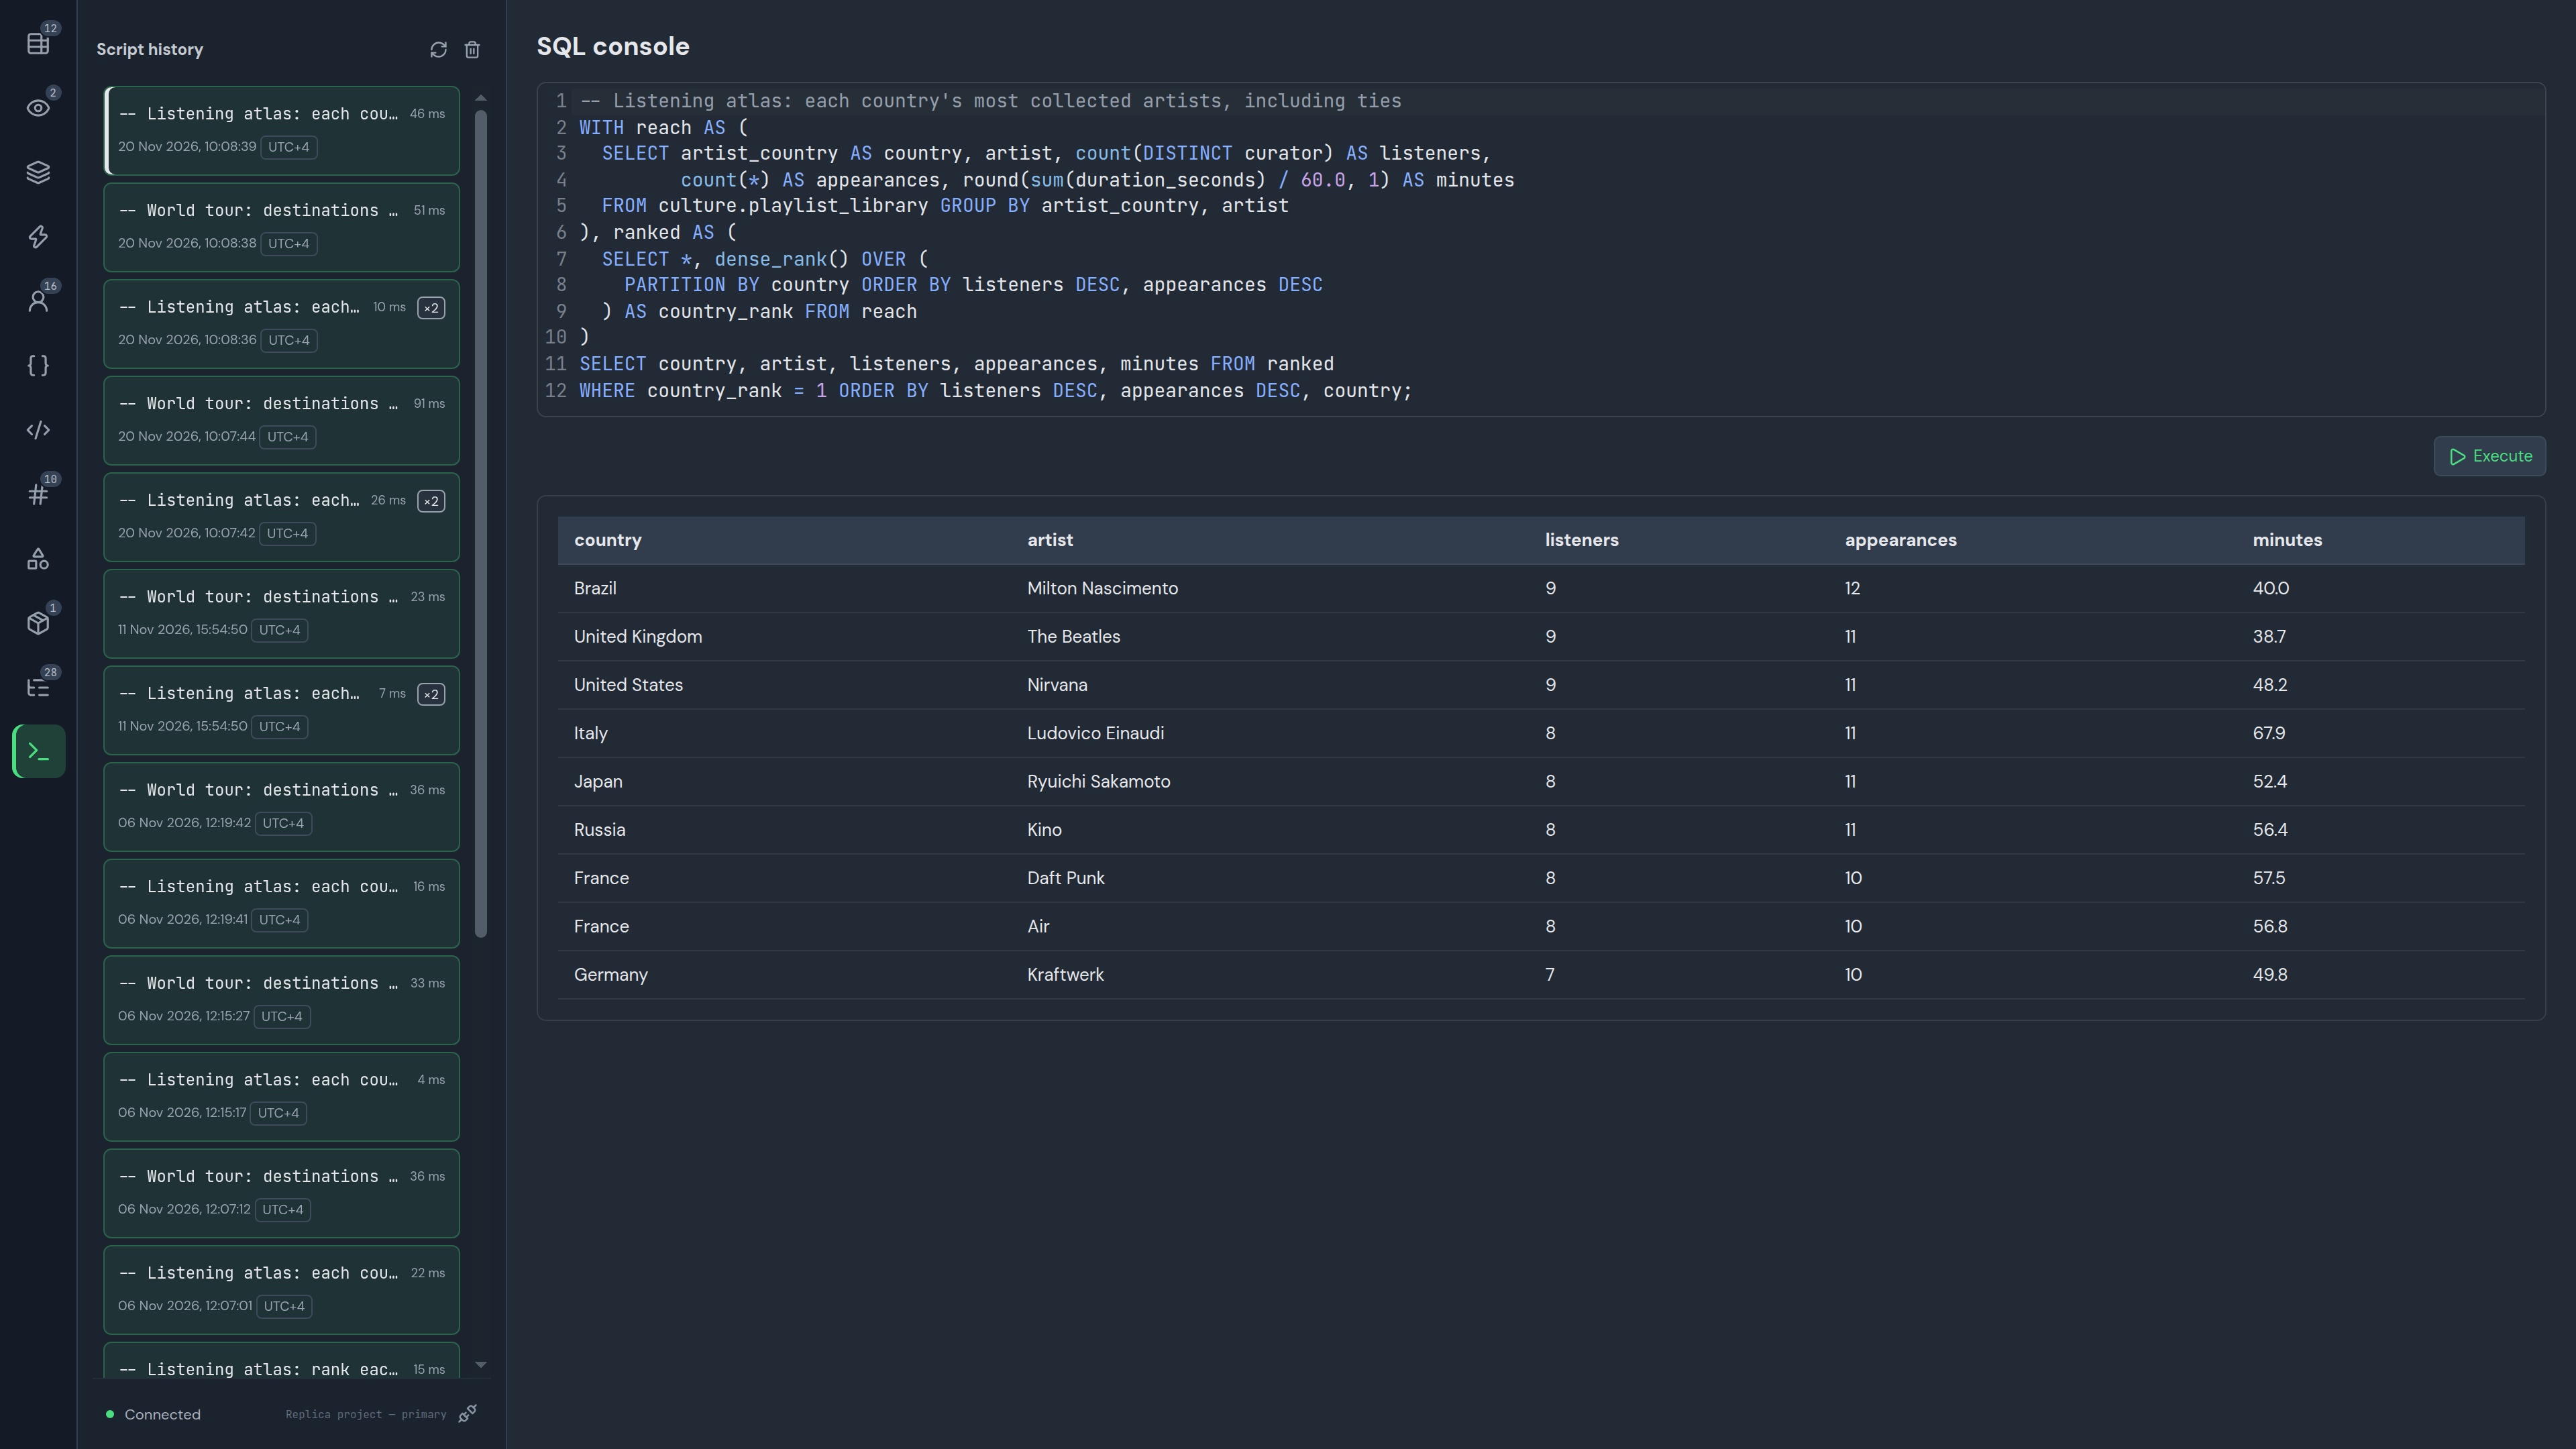 12
2
16
10
1
28
Script history
-- Listening atlas: each cou… 46 ms
20 Nov 2026, 10:08:39 UTC+4
-- World tour: destinations … 51 ms
20 Nov 2026, 10:08:38 UTC+4
-- Listening atlas: each… 10 ms ×2
20 Nov 2026, 10:08:36 UTC+4
-- World tour: destinations … 91 ms
20 Nov 2026, 10:07:44 UTC+4
-- Listening atlas: each… 26 ms ×2
20 Nov 2026, 10:07:42 UTC+4
-- World tour: destinations … 23 ms
11 Nov 2026, 15:54:50 UTC+4
-- Listening atlas: each… 7 ms ×2
11 Nov 2026, 15:54:50 UTC+4
-- World tour: destinations … 36 ms
06 Nov 2026, 12:19:42 UTC+4
-- Listening atlas: each cou… 16 ms
06 Nov 2026, 12:19:41 UTC+4
-- World tour: destinations … 33 ms
06 Nov 2026, 12:15:27 UTC+4
-- Listening atlas: each cou… 4 ms
06 Nov 2026, 12:15:17 UTC+4
-- World tour: destinations … 36 ms
06 Nov 2026, 12:07:12 UTC+4
-- Listening atlas: each cou… 22 ms
06 Nov 2026, 12:07:01 UTC+4
-- Listening atlas: rank eac… 15 ms
Connected Replica project — primary
SQL console
1 -- Listening atlas: each country's most collected artists, including ties
2 WITH reach AS (
3 SELECT artist_country AS country, artist, count(DISTINCT curator) AS listeners,
4 count(*) AS appearances, round(sum(duration_seconds) / 60.0, 1) AS minutes
5 FROM culture.playlist_library GROUP BY artist_country, artist
6 ), ranked AS (
7 SELECT *, dense_rank() OVER (
8 PARTITION BY country ORDER BY listeners DESC, appearances DESC
9 ) AS country_rank FROM reach
10 )
11 SELECT country, artist, listeners, appearances, minutes FROM ranked
12 WHERE country_rank = 1 ORDER BY listeners DESC, appearances DESC, country;
Execute
country artist listeners appearances minutes
Brazil Milton Nascimento 9 12 40.0
United Kingdom The Beatles 9 11 38.7
United States Nirvana 9 11 48.2
Italy Ludovico Einaudi 8 11 67.9
Japan Ryuichi Sakamoto 8 11 52.4
Russia Kino 8 11 56.4
France Daft Punk 8 10 57.5
France Air 8 10 56.8
Germany Kraftwerk 7 10 49.8